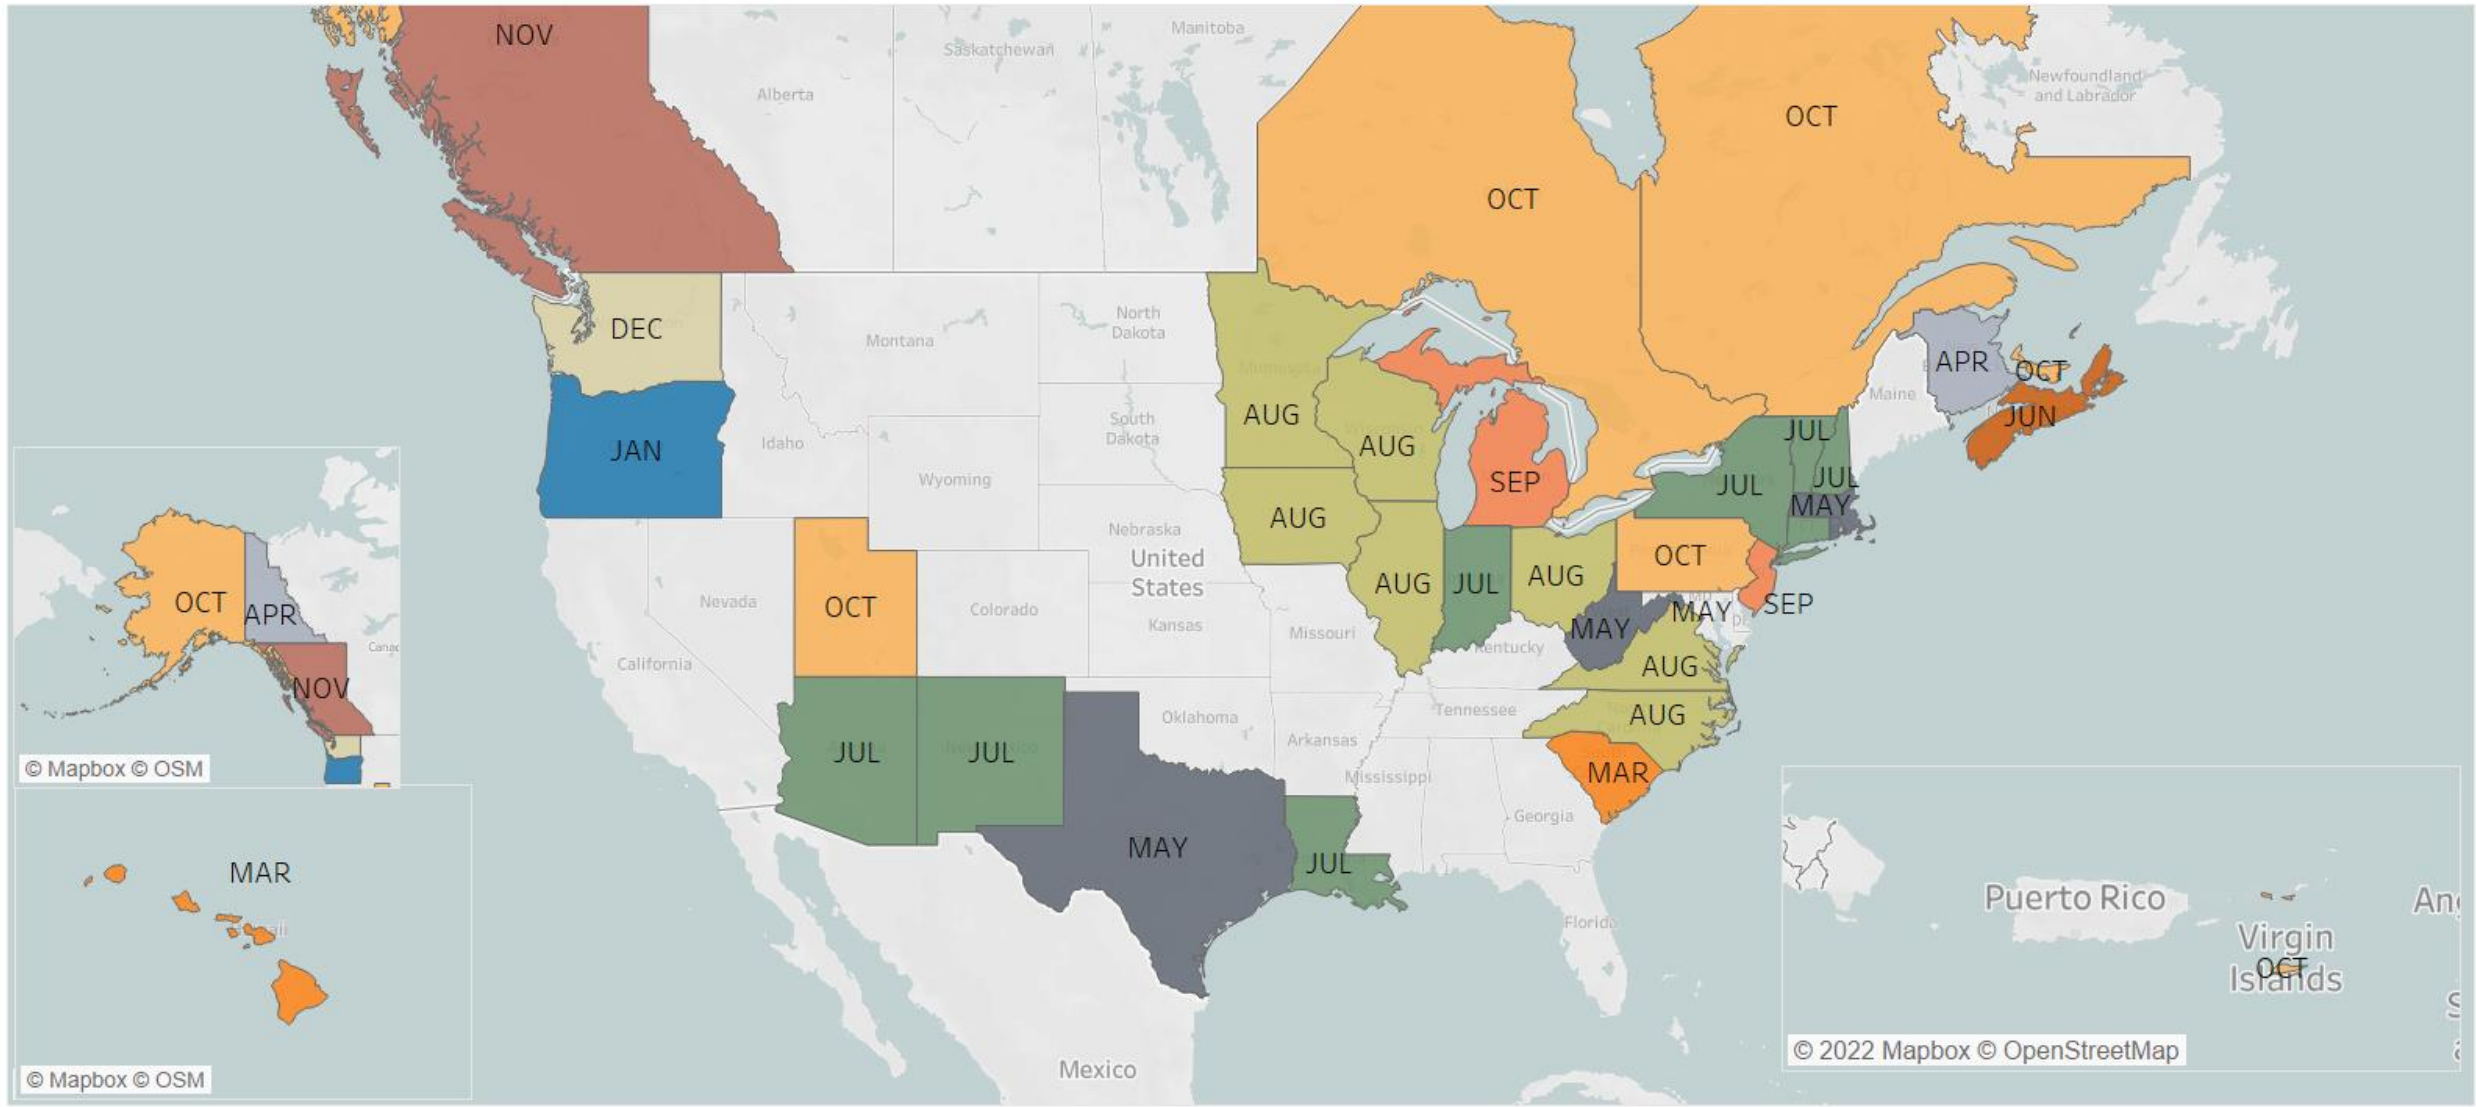 NOV
Saskatchewan
Manitoba
Alberta
Newfoundland
and Labrador
OCT
OCT
DEC
North
Dakota
Montana
APR
OCT
Maine
JUN
AUG
AUG
South
Dakota
Idaho
JAN
JUL
JUL
JUL
MAY
SEP
Wyoming
AUG
Nebraska
United
States
OCT
AUG
JUL
AUG
OCT
APR
Nevada
OCT
Colorado
Kansas
Missouri
MAY
MAY
SEP
Kentucky
California
AUG
Canad
NOV
Oklahoma
Tennessee
AUG
Arkansas
JUL
JUL
MAR
Mississippi
© Mapbox © OSM
Georgia
MAY
JUL
MAR
Florida
Puerto Rico
Virgin
Islands
OCT
Mexico
© 2022 Mapbox © OpenStreetMap
© Mapbox © OSM